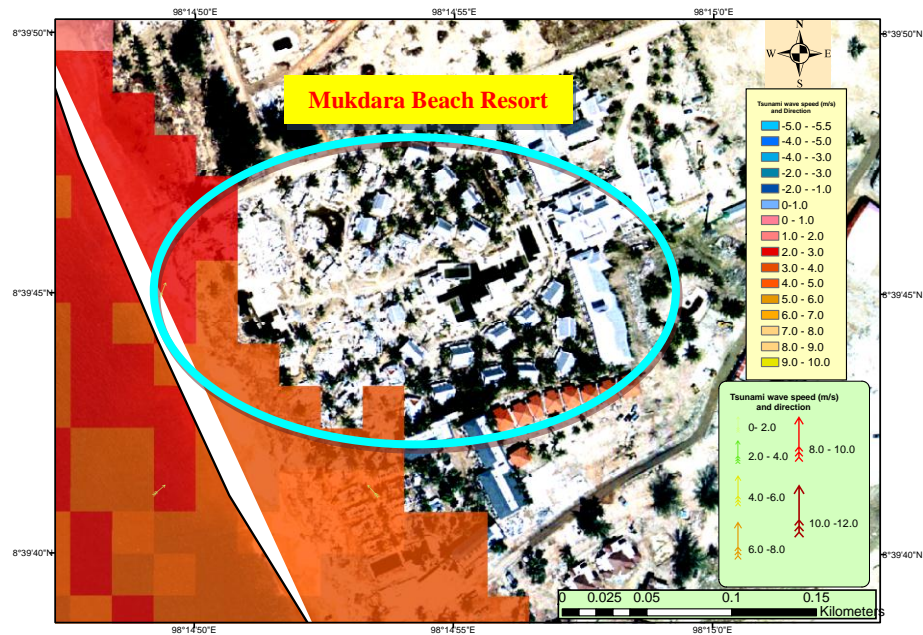 98°14'50"E
98°14'55"E
98°15'0"E
8°39'50"N
8°39'50"N
N
W
E
S
Mukdara Beach Resort
Tsunami wave speed (m/s)
and Direction
-5.0 - -5.5
-4.0 - -5.0
-4.0 - -3.0
-2.0 - -3.0
-2.0 - -1.0
0-1.0
0 - 1.0
1.0 - 2.0
2.0 - 3.0
3.0 - 4.0
4.0 - 5.0
5.0 - 6.0
6.0 - 7.0
7.0 - 8.0
8.0 - 9.0
9.0 - 10.0
8°39'45"N
8°39'45"N
Tsunami wave speed (m/s)
and direction
0- 2.0
2.0 - 4.0
4.0 -6.0
6.0 -8.0
8.0 - 10.0
10.0 -12.0
8°39'40"N
8°39'40"N
0 0.025 0.05 0.1 0.15
Kilometers
98°14'50"E
98°14'55"E
98°15'0"E